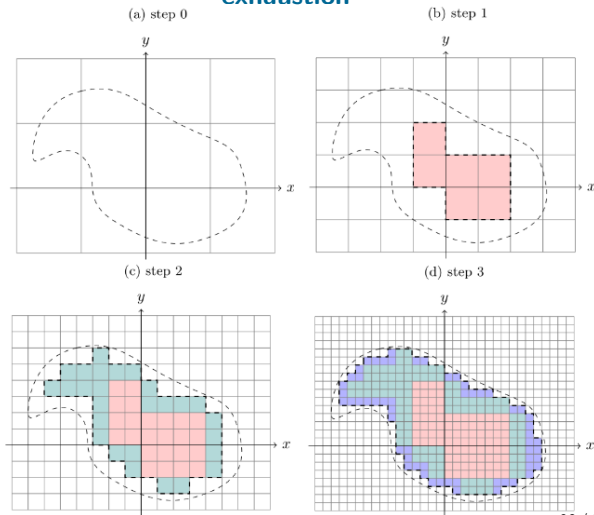 exhaustion
(a) step 0
(b) step 1
y
y
x
x
(c) step 2
(d) step 3
y
y
x
x